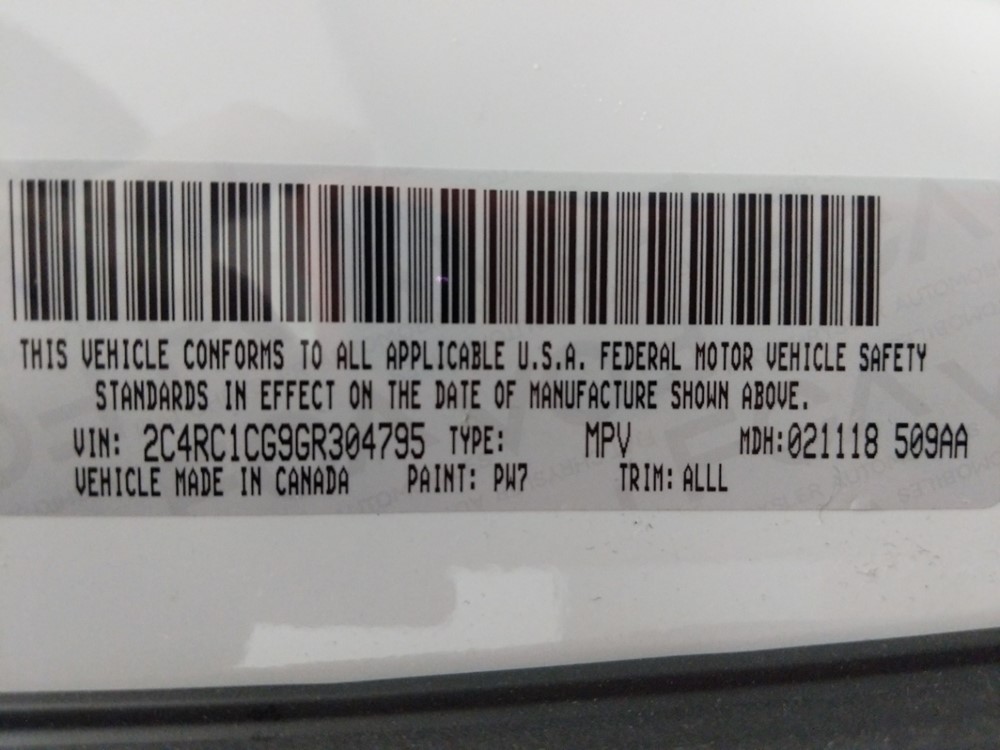 THIS VEHICLE CONFORMS TO ALL APPLICABLE U.S.A. FEDERAL MOTOR VEHICLE SAFETY
STANDARDS IN EFFECT ON THE DATE OF MANUFACTURE SHOWN ABOVE.
VIN: 2C4RC1CG9GR304795 TYPE: MPV MDH:021118 509AA
VEHICLE MADE IN CANADA PAINT: PW7 TRIM: ALLL